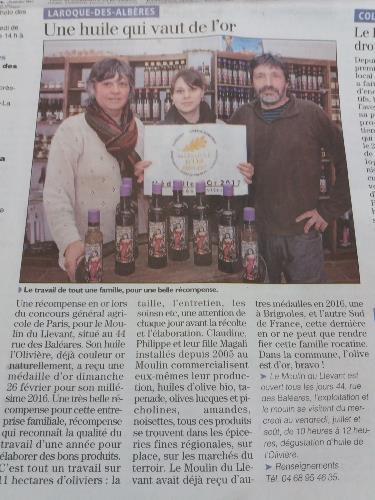 LAROQUE-DES-ALBÈRES
Une huile qui vaut de l'or
Médaille d'Or 2017
Le travail de tout une famille, pour une belle récompense.
Une récompense en or lors
du concours général agri-
cole de Paris, pour le Mou-
lin du Llevant, situé au 44
rue des Baléares. Son huile
de l'Olivière, déjà couleur or
naturellement, a reçu une
médaille d'or dimanche
26 février pour son millé-
sime 2016. Une très belle ré-
compense pour cette entre-
prise familiale, récompense
qui reconnaît la qualité du
travail d'une année pour
élaborer des bons produits.
C'est tout un travail sur
11 hectares d'oliviers : la
taille, l'entretien, les
soinsn etc, une attention de
chaque jour avant la récolte
et l'élaboration. Claudine,
Philippe et leur fille Magali
installés depuis 2005 au
Moulin commercialisent
eux-mêmes leur produc-
tion, huiles d'olive bio, ta-
penade, olives lucques et pi-
cholines, amandes,
noisettes, tous ces produits
se trouvent dans les épice-
ries fines régionales, sur
place, sur les marchés du
terroir. Le Moulin du Lle-
vant avait déjà reçu d'au-
tres médailles en 2016, une
à Brignoles, et l'autre Sud
de France, cette dernière
en or ne peut que rendre
fier cette famille rocatine.
Dans la commune, l'olive
est d'or, bravo !
Le Moulin du Llevant est
ouvert tous les jours 44, rue
des Baléares, l'exploitation et
le moulin se visitent du mer-
credi au vendredi, juillet et
août, de 10 heures à 12 heu-
res, dégustation d'huile de
l'Olivière.
Renseignements :
Tél. 04 68 95 46 35.